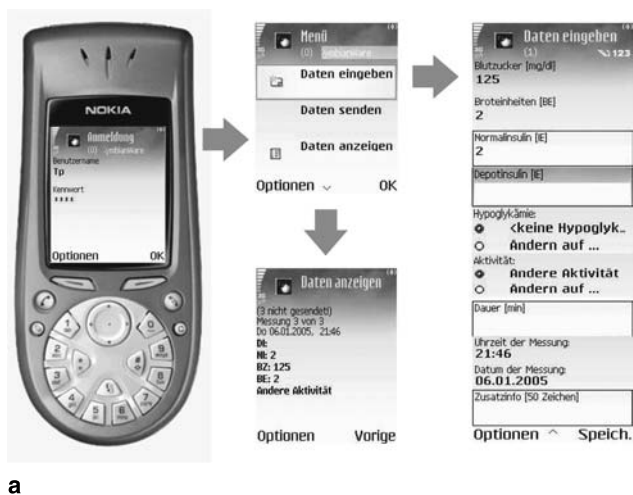 NOKIA
Anmeldung
(0)
Benutzername
Tp
Kennwort
****
Optionen OK
Menü
(0)
Daten eingeben
Daten senden
Daten anzeigen
Optionen OK
Daten anzeigen
(3 nicht gesendet!)
Messung 3 von 3
Do 06.01.2005, 21:46
DI:
NI: 2
BZ: 125
BE: 2
Andere Aktivität
Optionen Vorige
Daten eingeben
(1) 123
Blutzucker [mg/dl]
125
Broteinheiten [BE]
2
Normalinsulin [IE]
2
Depotinsulin [IE]
Hypoglykämie:
<keine Hypoglyk..
Ändern auf ...
Aktivität:
Andere Aktivität
Ändern auf ...
Dauer [min]
Uhrzeit der Messung:
21:46
Datum der Messung:
06.01.2005
Zusatzinfo [50 Zeichen]
Optionen Speich.
a